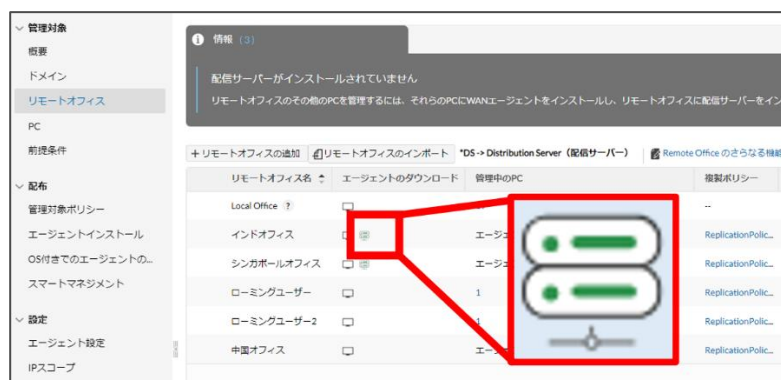 管理対象
概要
ドメイン
リモートオフィス
PC
前提条件
配布
管理対象ポリシー
エージェントインストール
OS付きでのエージェントの...
スマートマネジメント
設定
エージェント設定
IPスコープ
情報 (3)
配信サーバーがインストールされていません
リモートオフィスのその他のPCを管理するには、それらのPCにWANエージェントをインストールし、リモートオフィスに配信サーバーをイン
+リモートオフィスの追加 リモートオフィスのインポート *DS -> Distribution Server（配信サーバー） Remote Office のさらなる機能
リモートオフィス名 エージェントのダウンロード 管理中のPC 複製ポリシー
Local Office ? --
インドオフィス エージェ ReplicationPolic...
シンガポールオフィス エージェ ReplicationPolic...
ローミングユーザー 1 ReplicationPolic...
ローミングユーザー2 1 ReplicationPolic...
中国オフィス エージェ ReplicationPolic...